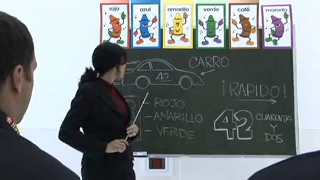 rojo
azul
amarillo
verde
café
morado
CARRO
42
¡RAPIDO!
- ROJO
- AMARILLO
- VERDE
42
CUARENTA
Y
DOS